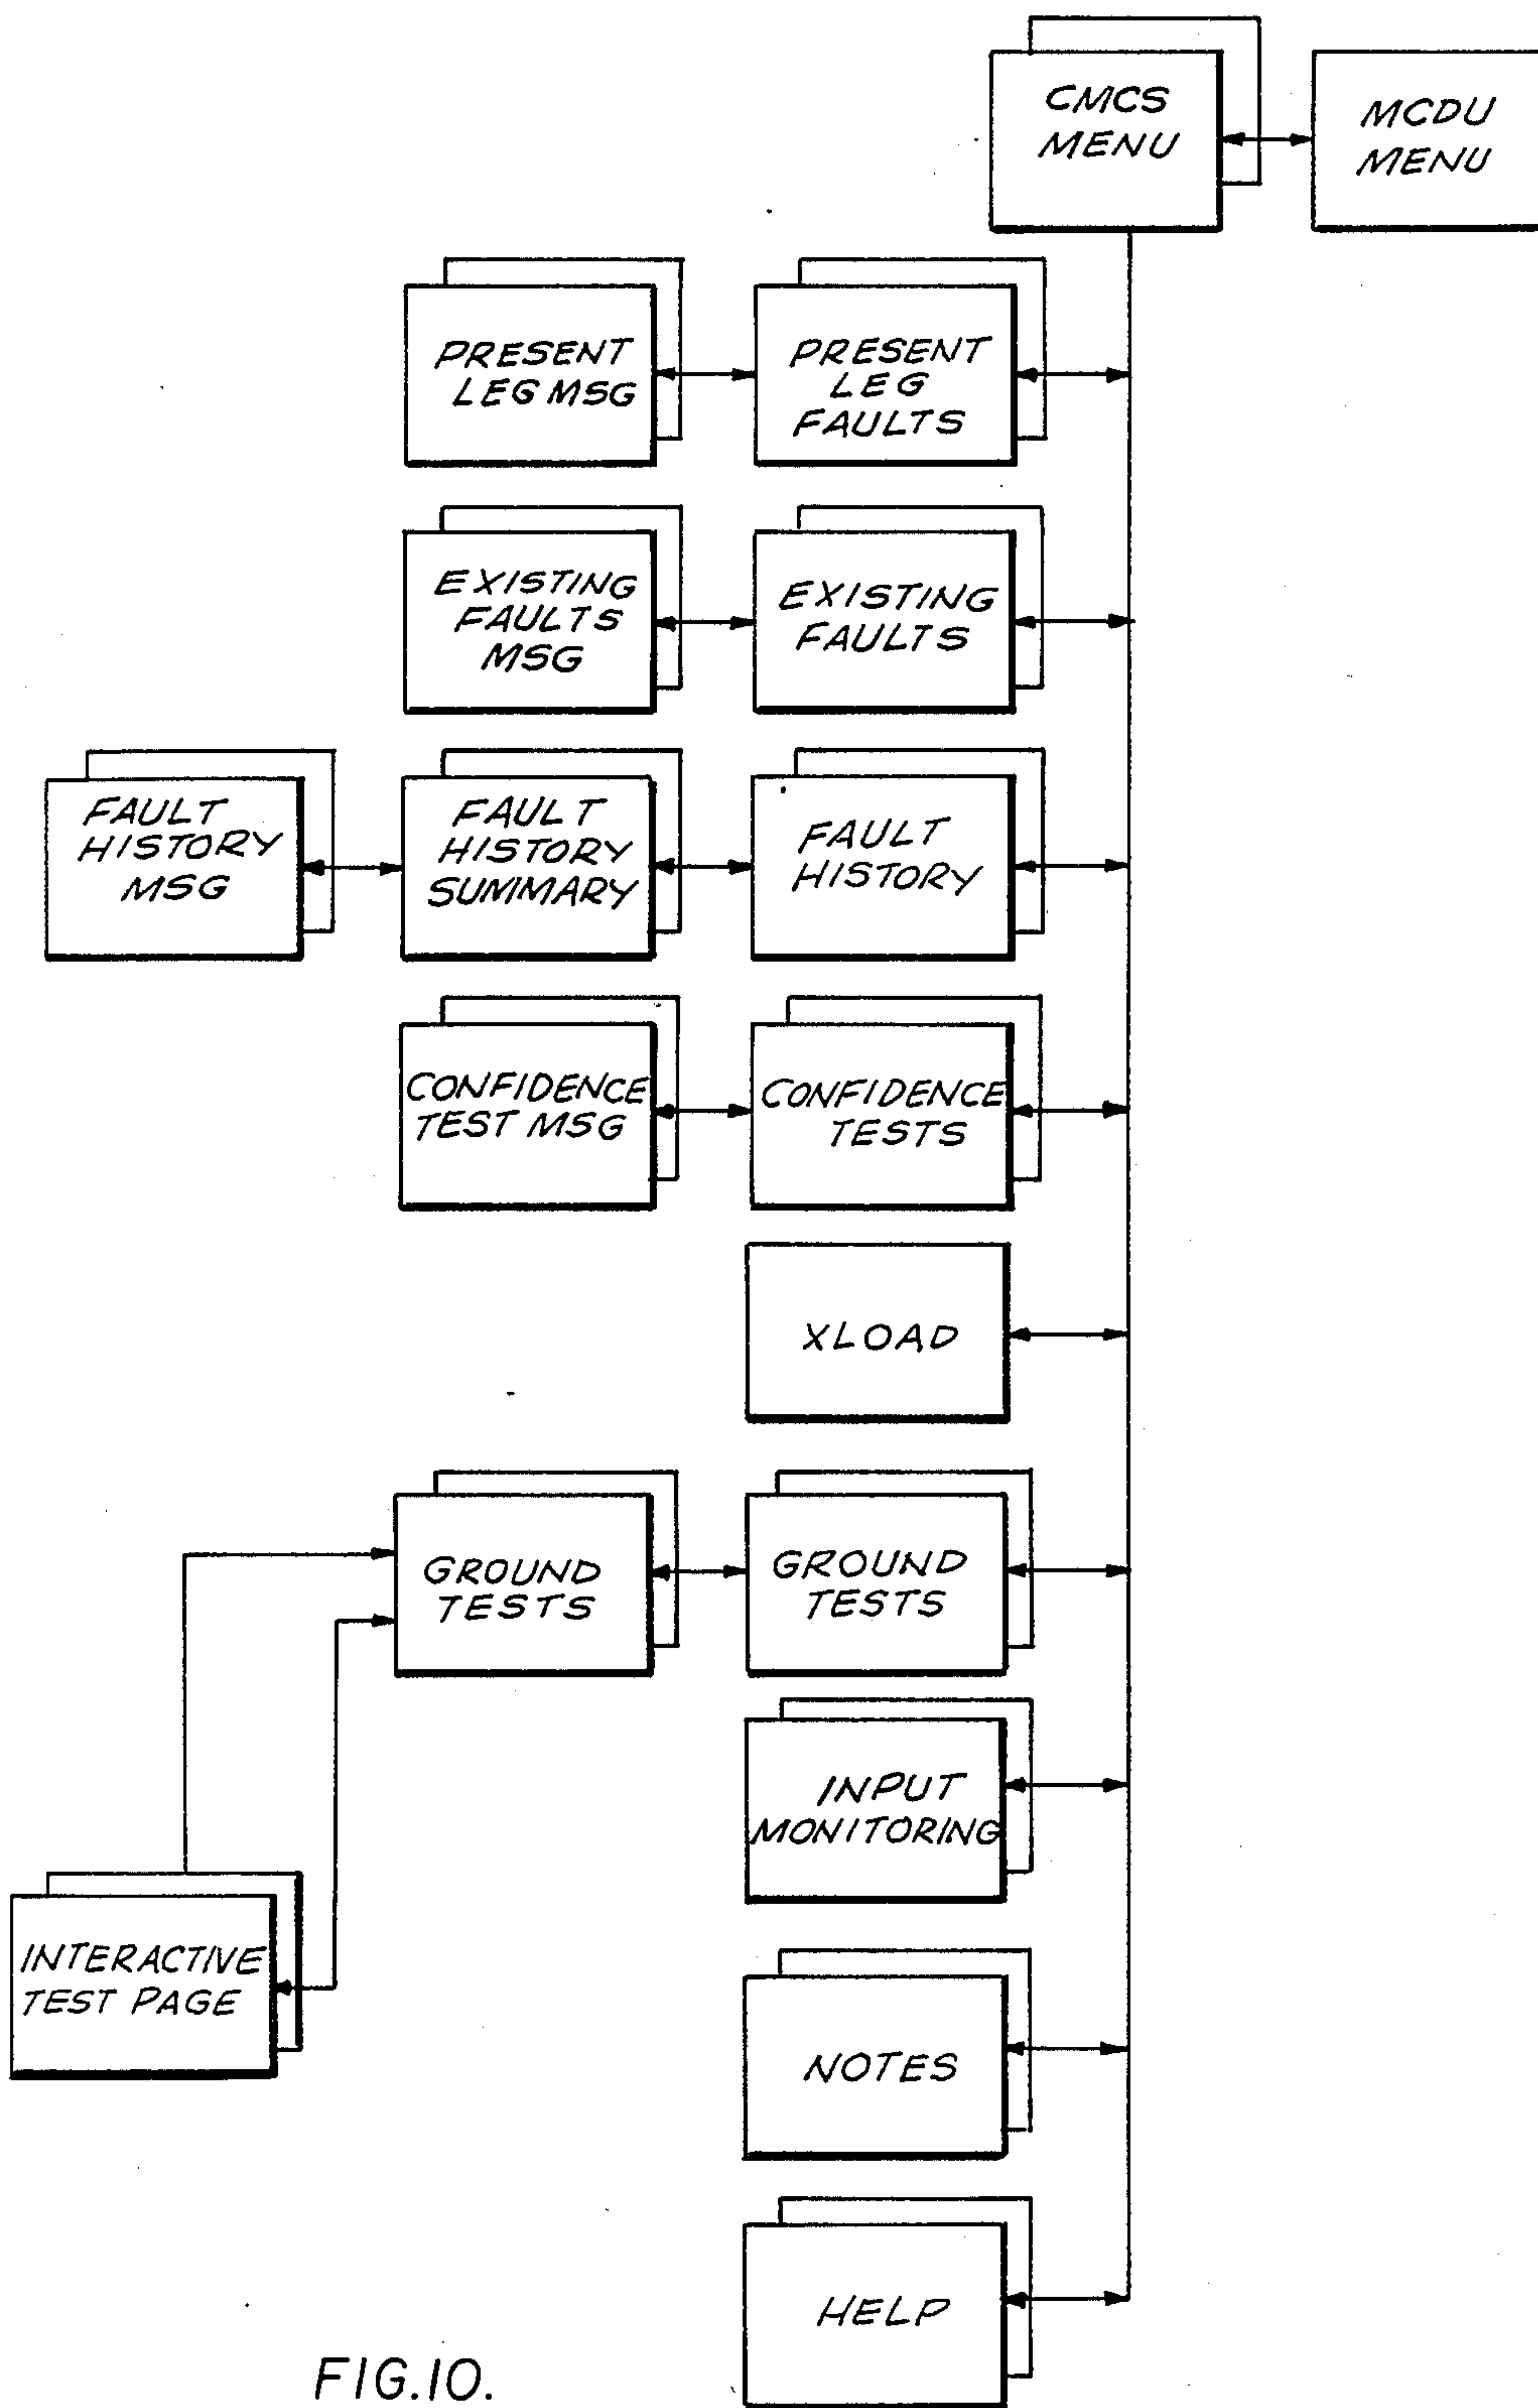 CMCS
MENU
MCDU
MENU
PRESENT
LEG MSG
PRESENT
LEG
FAULTS
EXISTING
FAULTS
MSG
EXISTING
FAULTS
FAULT
HISTORY
MSG
FAULT
HISTORY
SUMMARY
FAULT
HISTORY
CONFIDENCE
TEST MSG
CONFIDENCE
TESTS
XLOAD
GROUND
TESTS
GROUND
TESTS
INPUT
MONITORING
INTERACTIVE
TEST PAGE
NOTES
HELP
FIG.10.